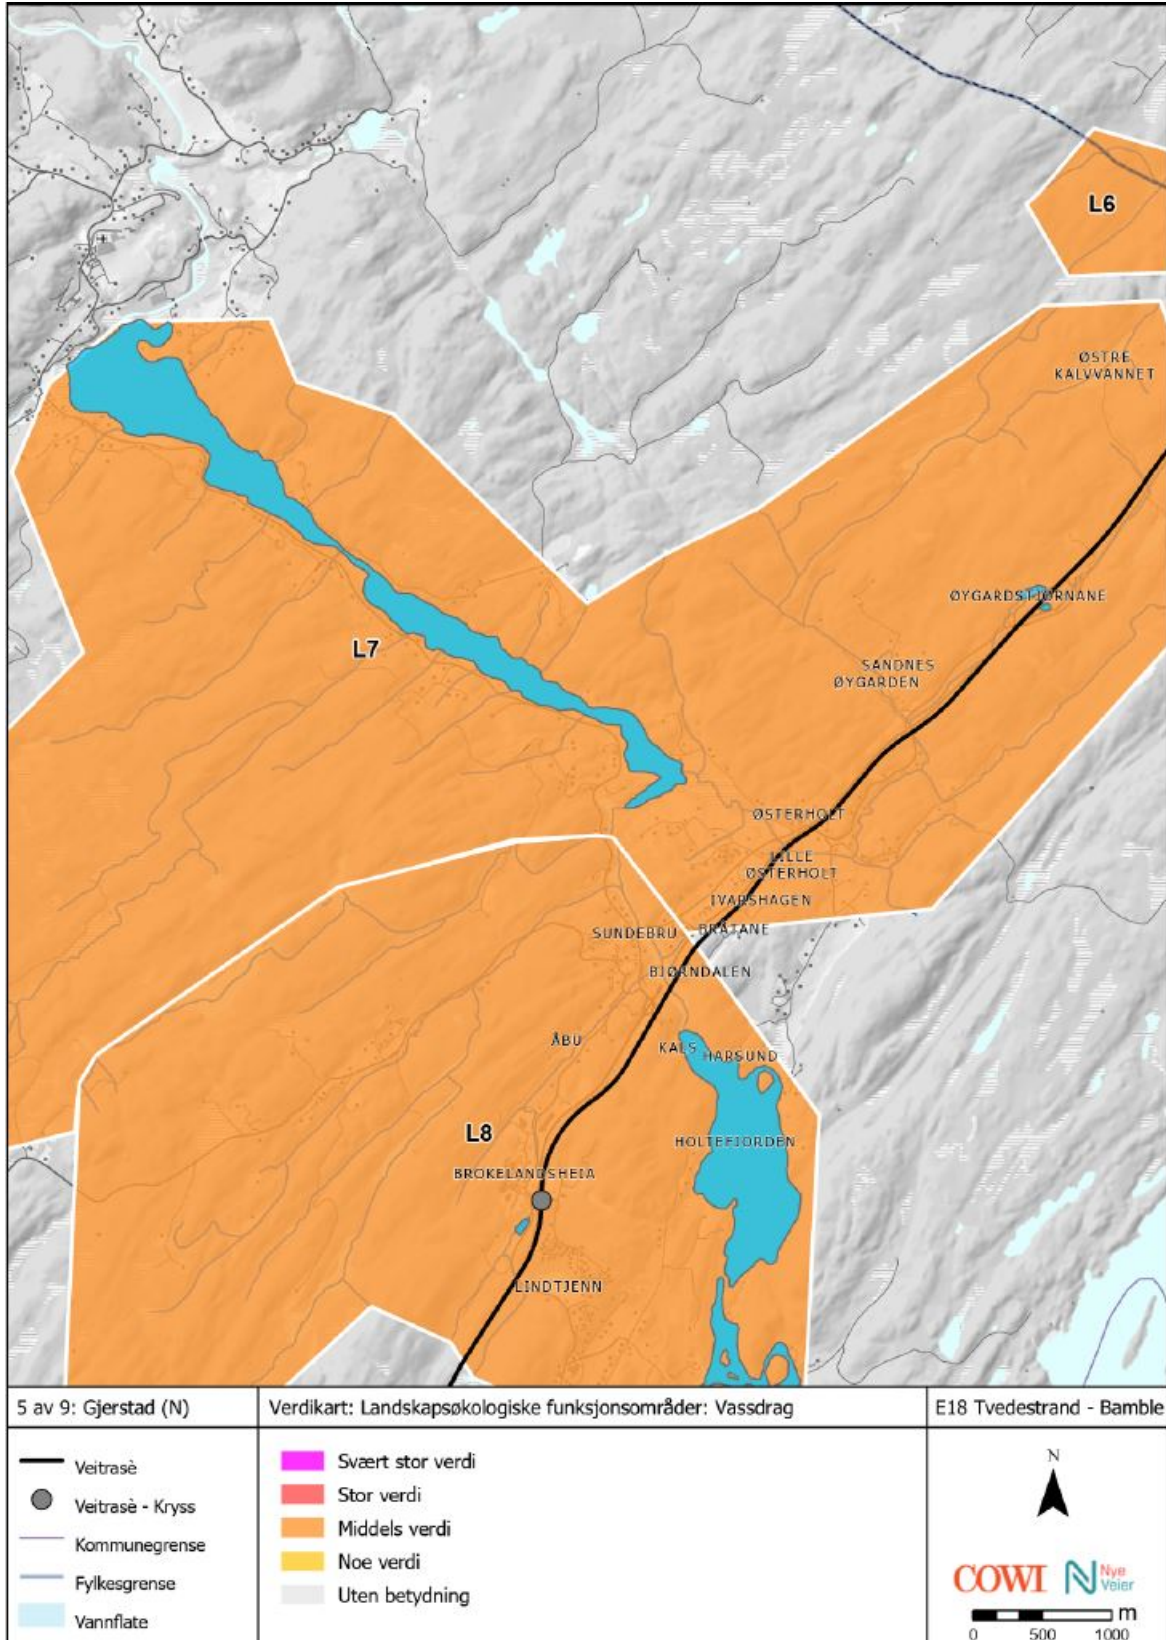 L6
ØSTRE
KALVVANNET
ØYGARDSTJØRNANE
L7
SANDNES
ØYGARDEN
ØSTERHOLT
LILLE
ØSTERHOLT
IVARSHAGEN
SUNDEBRU
BRÅTANE
BJØRNDALEN
ÅBU
KALS
HARSUND
L8
HOLTEFJORDEN
BROKELANDSHEIA
LINDTJENN
5 av 9: Gjerstad (N)
Verdikart: Landskapsøkologiske funksjonsområder: Vassdrag
E18 Tvedestrand - Bamble
Veitrasè
Veitrasè - Kryss
Kommunegrense
Fylkesgrense
Vannflate
Svært stor verdi
Stor verdi
Middels verdi
Noe verdi
Uten betydning
N
COWI
Nye
Veier
m
0 500 1000